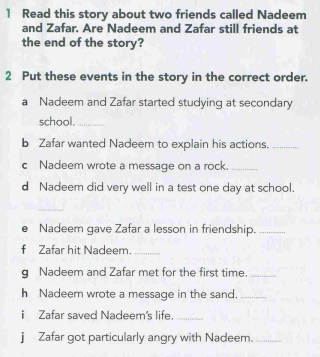 1 Read this story about two friends called Nadeem
and Zafar. Are Nadeem and Zafar still friends at
the end of the story?
2 Put these events in the story in the correct order.
a Nadeem and Zafar started studying at secondary
school. ............
b Zafar wanted Nadeem to explain his actions. ............
c Nadeem wrote a message on a rock. ............
d Nadeem did very well in a test one day at school.
............
e Nadeem gave Zafar a lesson in friendship. ............
f Zafar hit Nadeem. ............
g Nadeem and Zafar met for the first time. ............
h Nadeem wrote a message in the sand. ............
i Zafar saved Nadeem's life. ............
j Zafar got particularly angry with Nadeem. ............